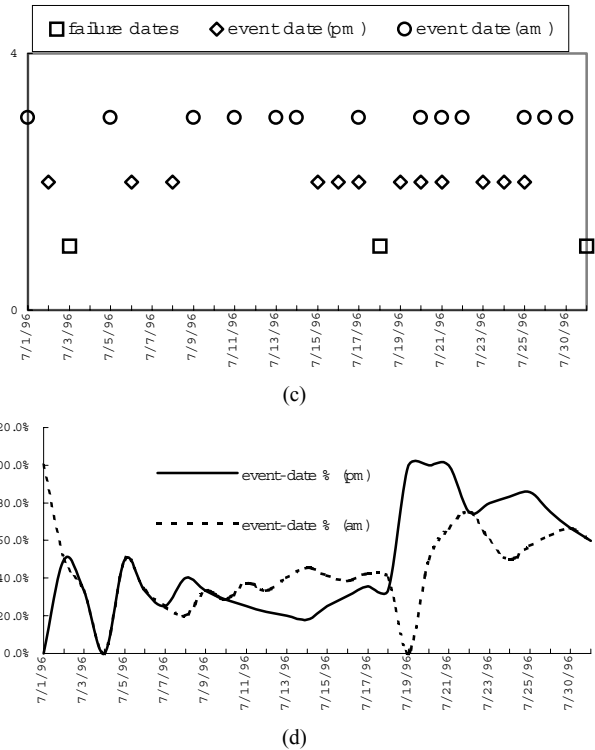 failure dates event date (pm) event date (am)
4
0
7/1/96 7/3/96 7/5/96 7/7/96 7/9/96 7/11/96 7/13/96 7/15/96 7/17/96 7/19/96 7/21/96 7/23/96 7/25/96 7/30/96
(c)
20.0%
00.0%
event-date % (pm)
80.0%
event-date % (am)
60.0%
40.0%
20.0%
0.0%
7/1/96 7/3/96 7/5/96 7/7/96 7/9/96 7/11/96 7/13/96 7/15/96 7/17/96 7/19/96 7/21/96 7/23/96 7/25/96 7/30/96
(d)